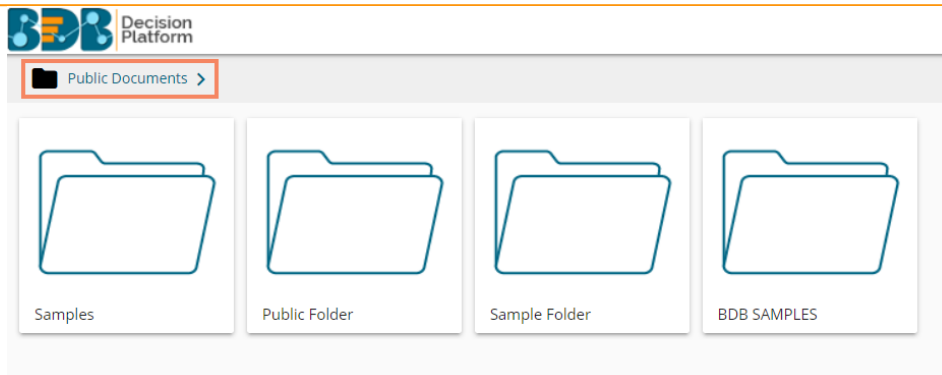 BDB Decision
Platform
Public Documents
Samples
Public Folder
Sample Folder
BDB SAMPLES